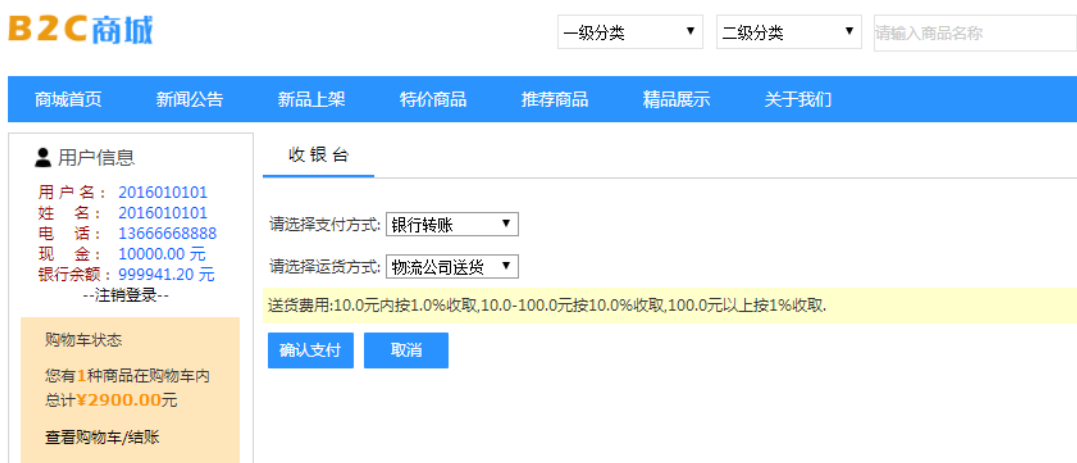 B2C商城
一级分类 二级分类 请输入商品名称
商城首页 新闻公告 新品上架 特价商品 推荐商品 精品展示 关于我们
用户信息
用 户 名： 2016010101
姓 名： 2016010101
电 话： 13666668888
现 金： 10000.00 元
银行余额：999941.20 元
--注销登录--
购物车状态
您有1种商品在购物车内
总计¥2900.00元
查看购物车/结账
收 银 台
请选择支付方式: 银行转账
请选择运货方式: 物流公司送货
送货费用:10.0元内按1.0%收取,10.0-100.0元按10.0%收取,100.0元以上按1%收取.
确认支付 取消